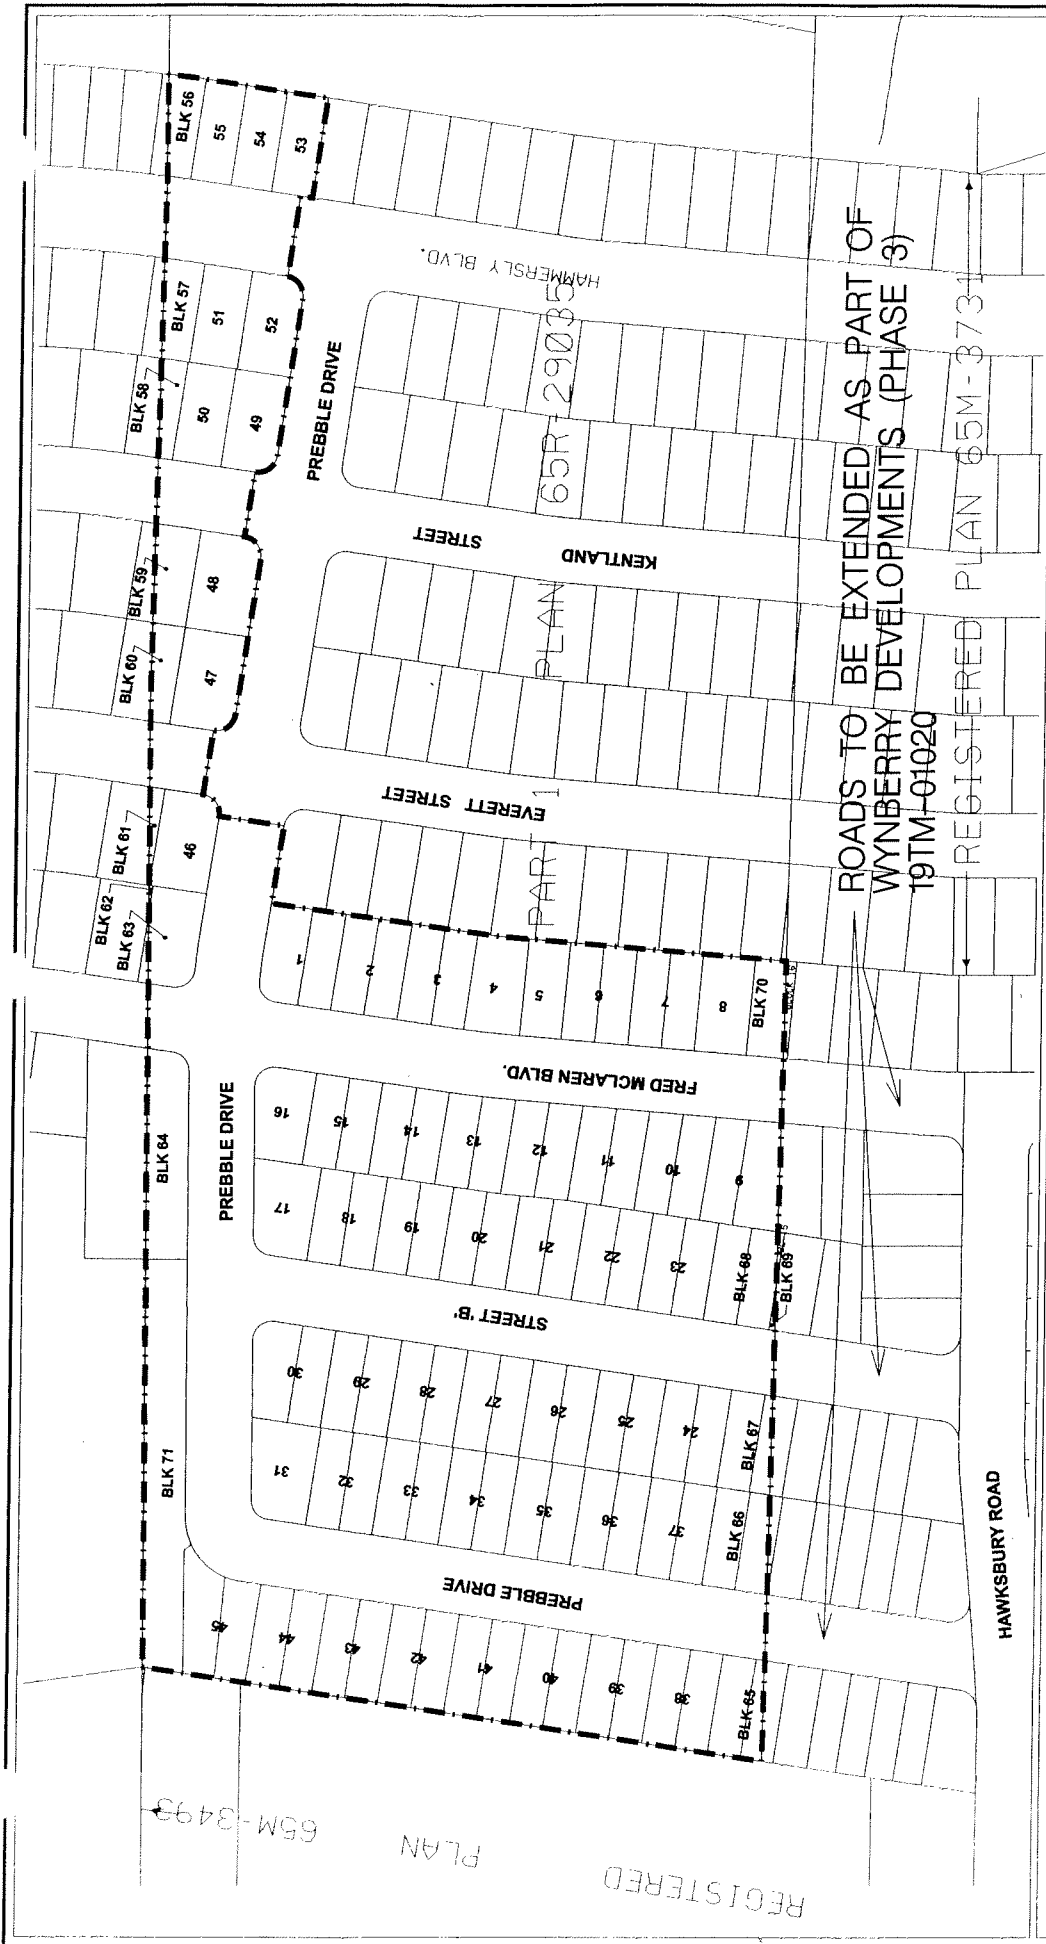 BLK 56
55
54
53
BLK 57
51
52
BLK 58
50
49
BLK 59
48
BLK 60
47
BLK 61
46
BLK 62
BLK 63
BLK 64
BLK 71
PREBBLE DRIVE
PREBBLE DRIVE
HAMMERSLY BLVD.
KENTLAND STREET
EVERETT STREET
FRED MCLAREN BLVD.
STREET 'B'
PREBBLE DRIVE
HAWKSBURY ROAD
PART 1 PLAN 65R-29035
1
2
3
4
5
6
7
8
BLK 70
16
15
14
13
12
11
10
9
17
18
19
20
21
22
23
BLK 68
BLK 69
30
29
28
27
26
25
24
BLK 67
31
32
33
34
35
36
37
BLK 66
45
44
43
42
41
40
39
38
BLK 65
ROADS TO BE EXTENDED AS PART OF
WYNBERRY DEVELOPMENTS (PHASE 3)
19TM-01020
REGISTERED PLAN 65M-3731
REGISTERED PLAN 65M-3493